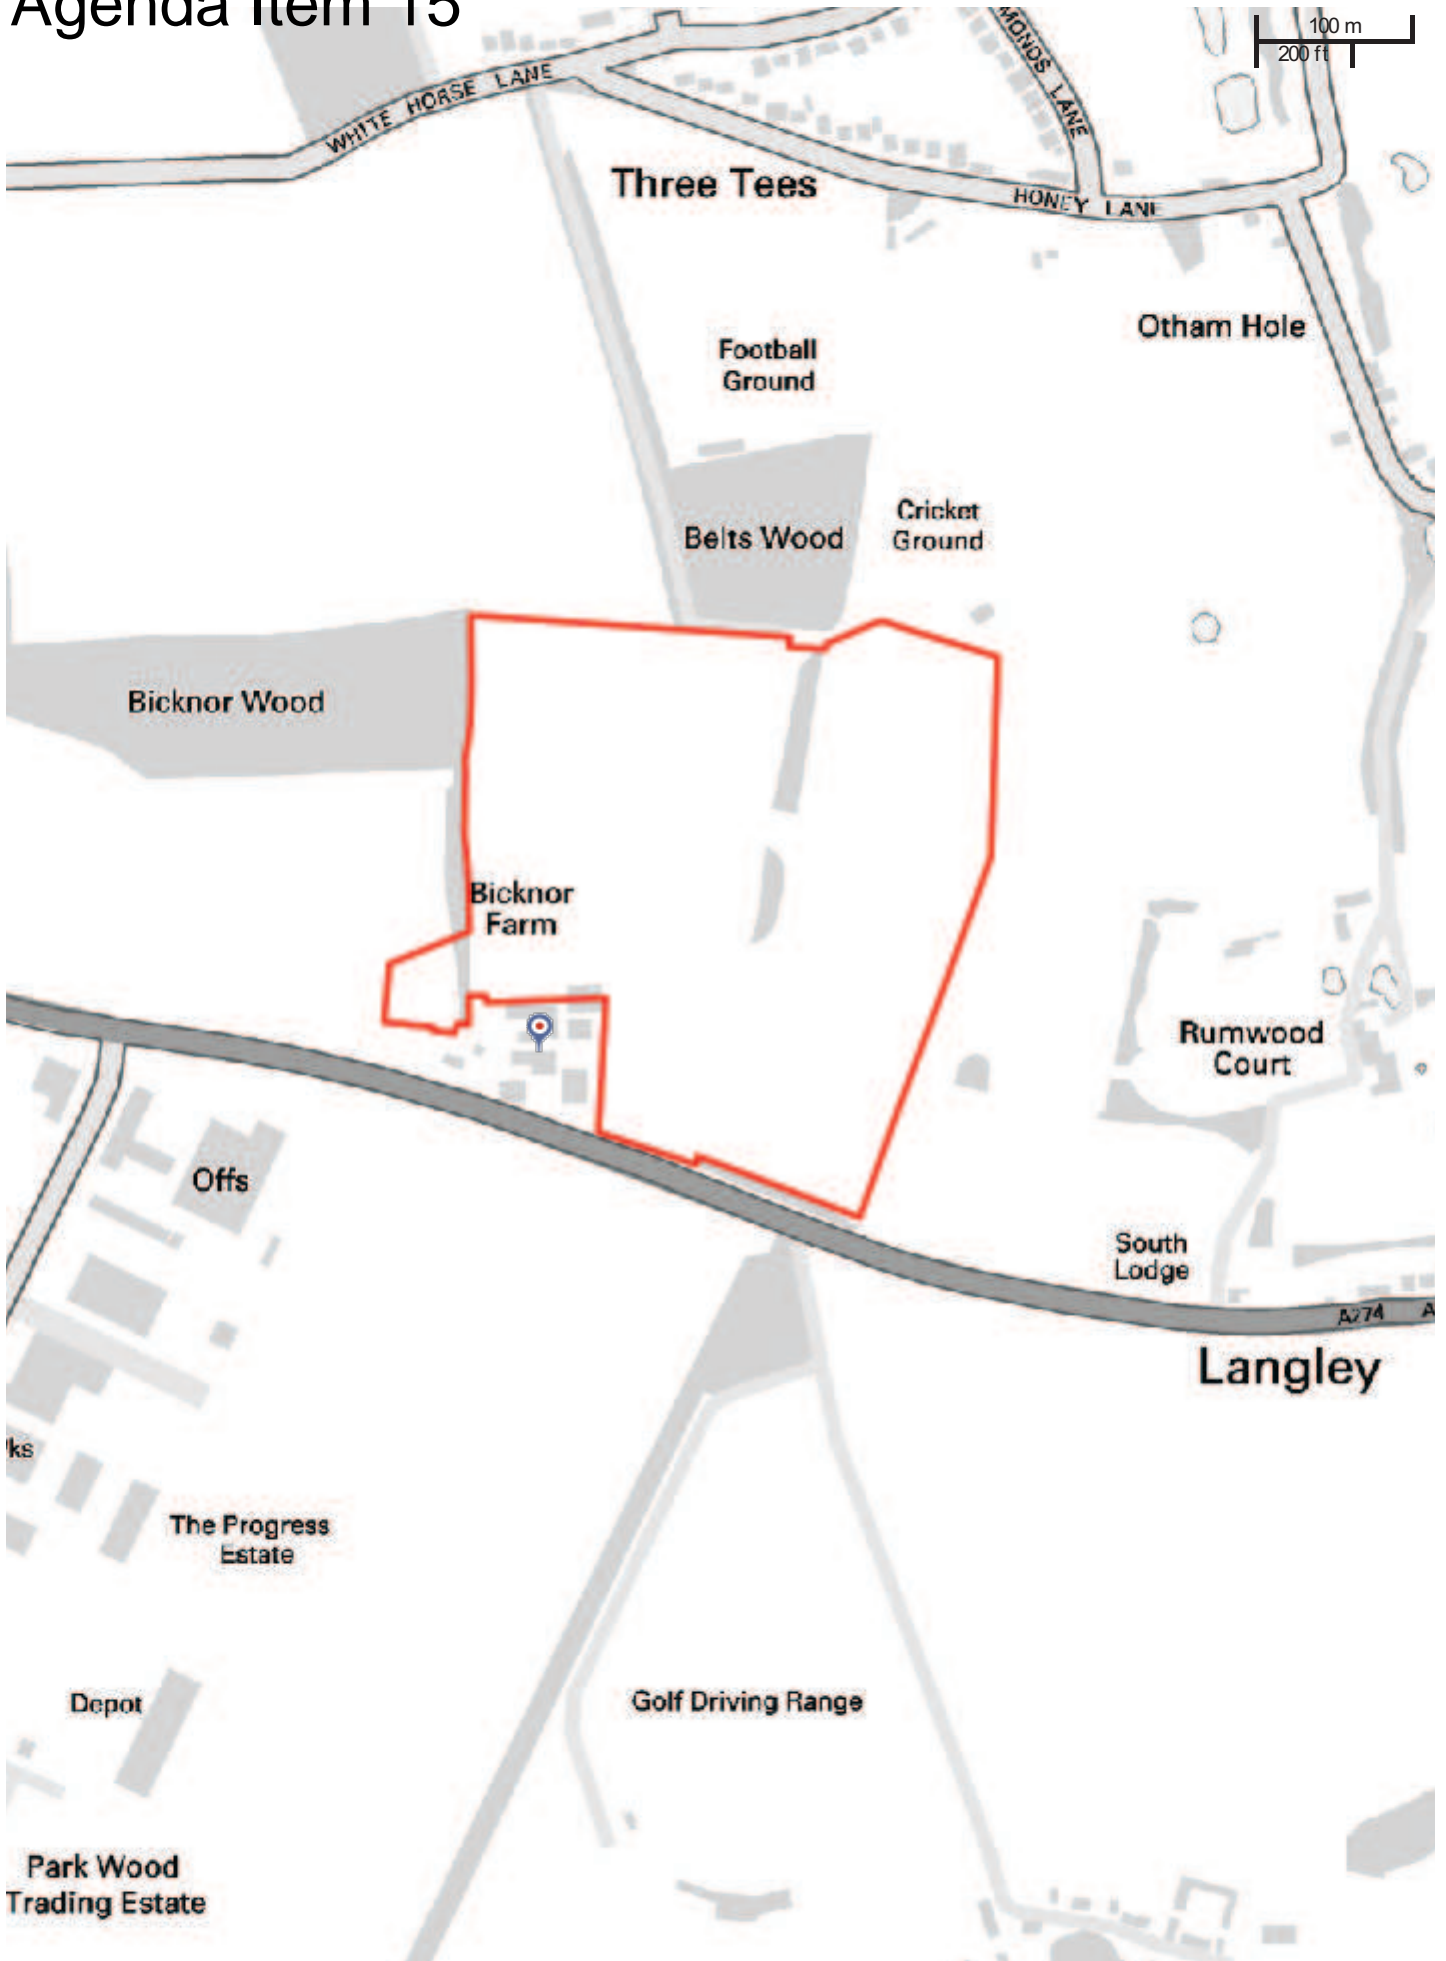 Agenda Item 15
100 m
200 ft
WHITE HORSE LANE
MONDS LANE
Three Tees
HONEY LANE
Otham Hole
Football
Ground
Cricket
Ground
Belts Wood
Bicknor Wood
Bicknor
Farm
Rumwood
Court
Offs
South
Lodge
A274 A
Langley
ks
The Progress
Estate
Depot
Golf Driving Range
Park Wood
Trading Estate